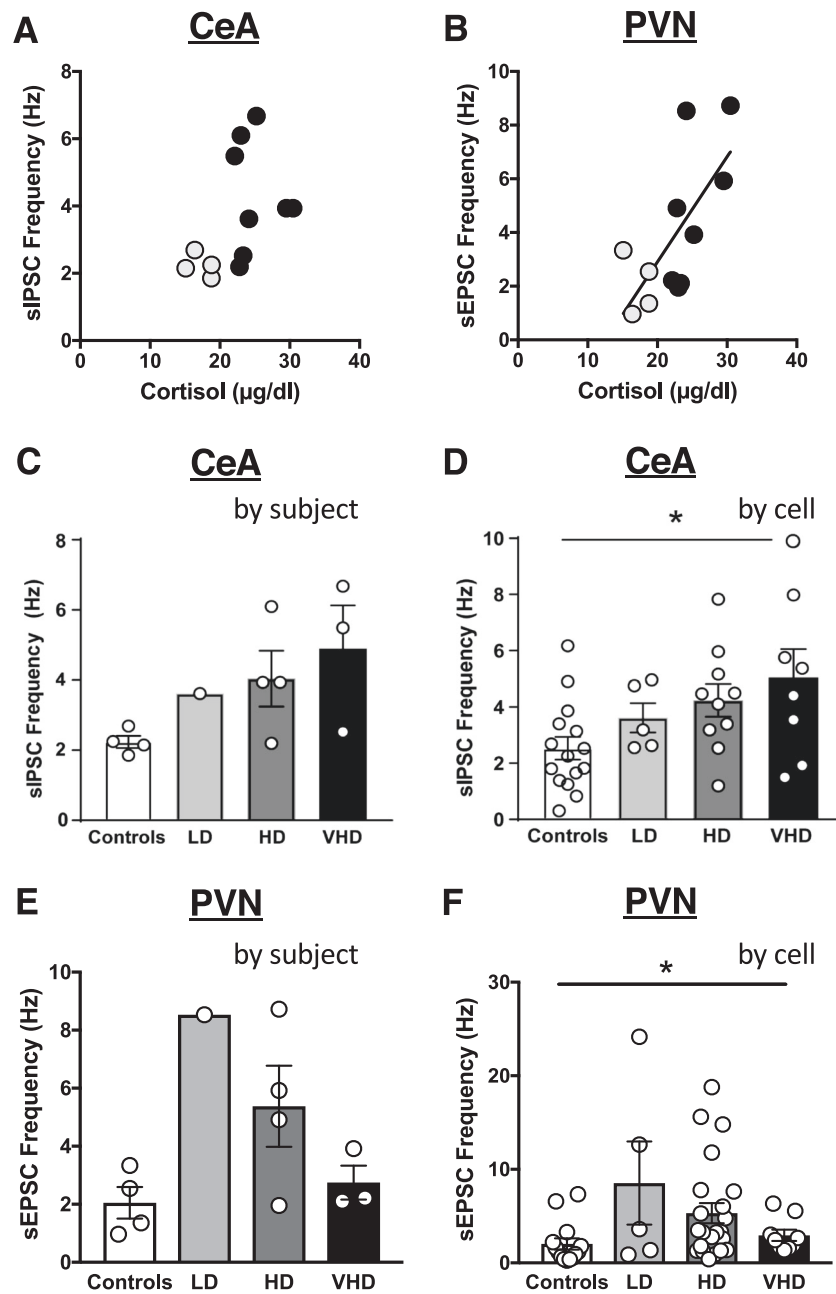 A
CeA
8
6
4
2
0
sIPSC Frequency (Hz)
0 10 20 30 40
Cortisol (µg/dl)
B
PVN
10
8
6
4
2
0
sEPSC Frequency (Hz)
0 10 20 30 40
Cortisol (µg/dl)
C
CeA
by subject
8
6
4
2
0
sIPSC Frequency (Hz)
Controls LD HD VHD
D
CeA
by cell
*
10
8
6
4
2
0
sIPSC Frequency (Hz)
Controls LD HD VHD
E
PVN
by subject
10
8
6
4
2
0
sEPSC Frequency (Hz)
Controls LD HD VHD
F
PVN
by cell
*
30
20
10
0
sEPSC Frequency (Hz)
Controls LD HD VHD